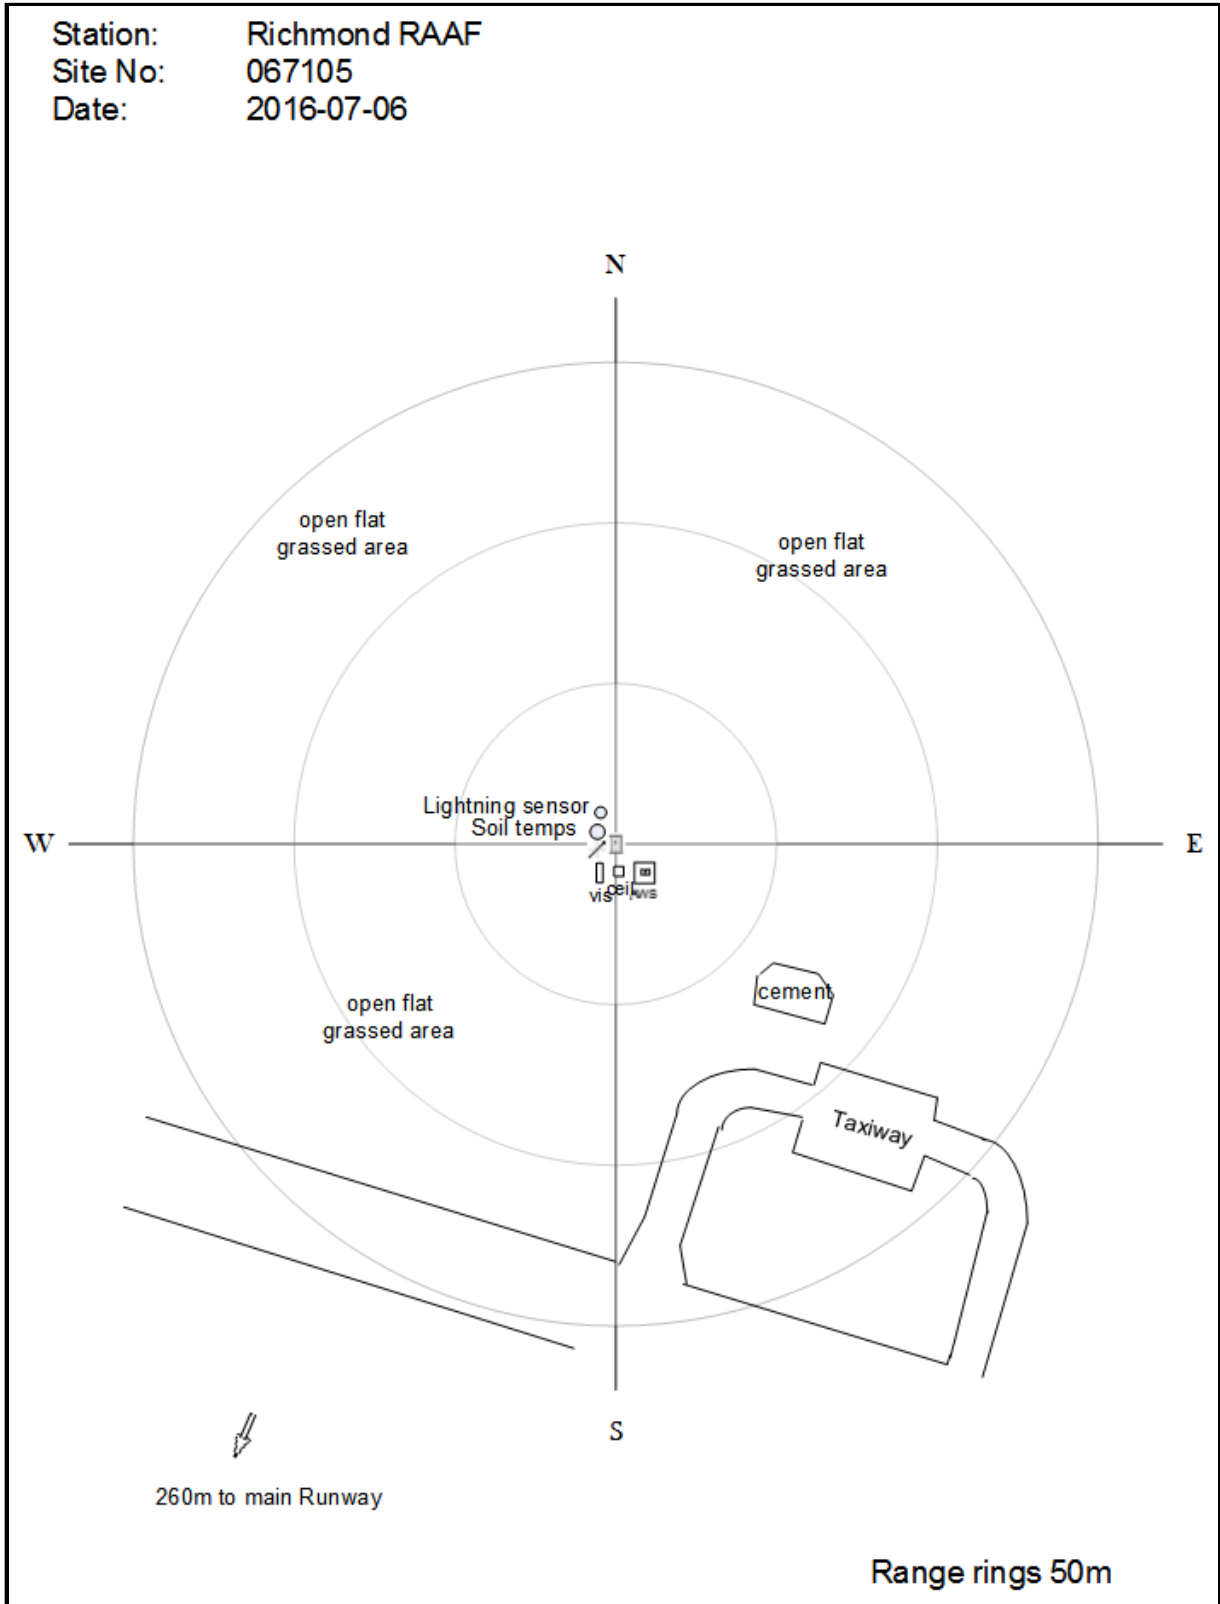 Station: Richmond RAAF
Site No: 067105
Date: 2016-07-06
N
open flat
grassed area
open flat
grassed area
Lightning sensor
Soil temps
W
E
vis
ceil
AWS
cement
open flat
grassed area
Taxiway
S
260m to main Runway
Range rings 50m